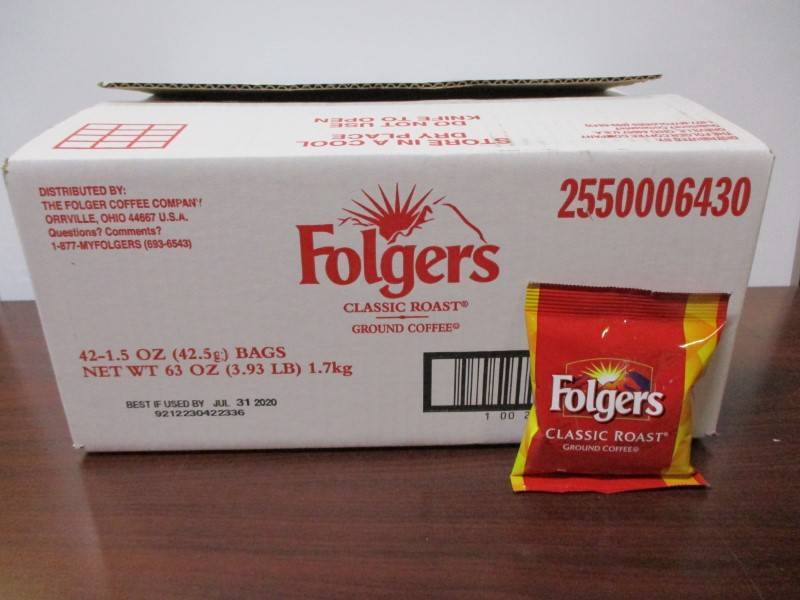 STORE IN A COOL
DRY PLACE
DO NOT USE
KNIFE TO OPEN
DISTRIBUTED BY:
THE FOLGER COFFEE COMPANY
ORRVILLE, OHIO 44667 U.S.A.
Questions? Comments?
1-877-MYFOLGERS (693-6543)
2550006430
Folgers
CLASSIC ROAST®
GROUND COFFEE®
42-1.5 OZ (42.5g) BAGS
NET WT 63 OZ (3.93 LB) 1.7kg
BEST IF USED BY JUL 31 2020
9212230422336
1 00 2
Folgers
CLASSIC ROAST®
GROUND COFFEE®